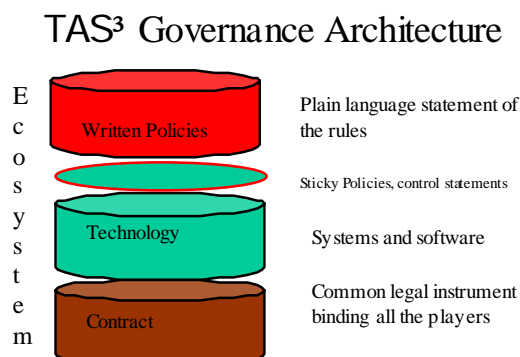 TAS³ Governance Architecture
Ecosystem
Written Policies
Plain language statement of
the rules
Sticky Policies, control statements
Technology
Systems and software
Contract
Common legal instrument
binding all the players